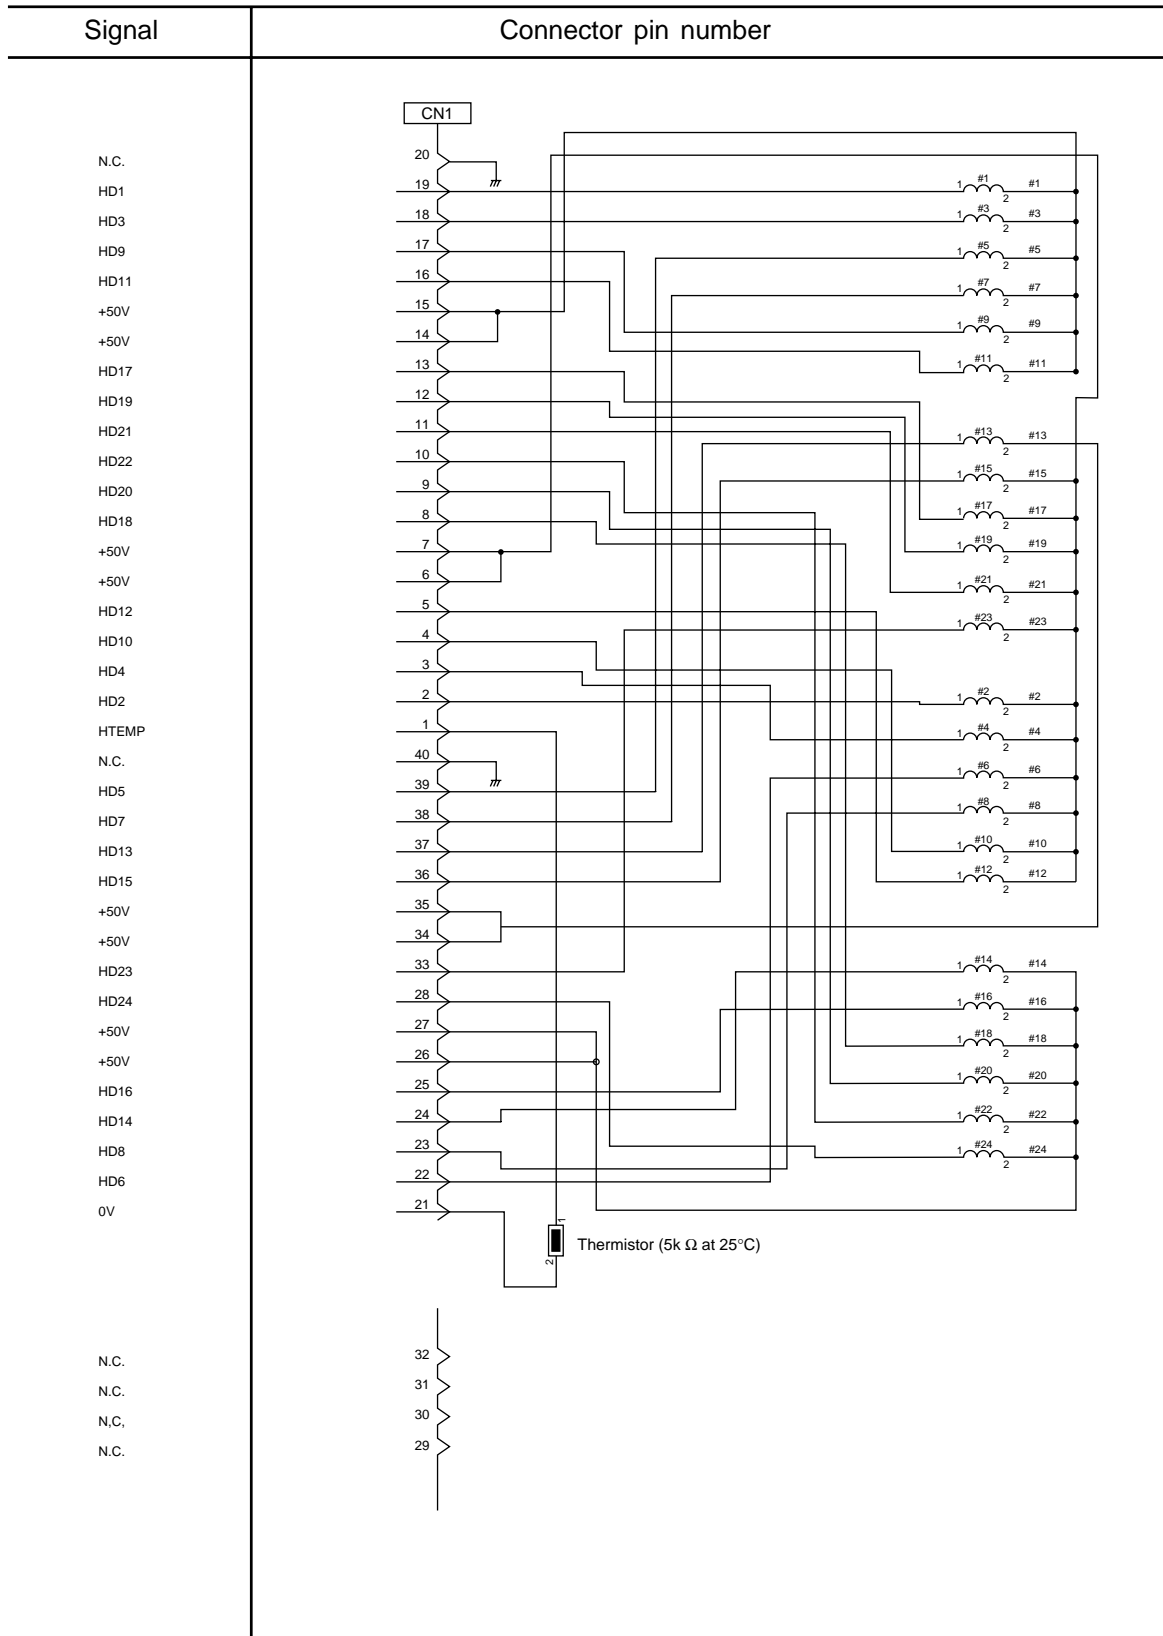 Signal Connector pin number
CN1
N.C. 20
HD1 19 1 #1 2 #1
HD3 18 1 #3 2 #3
HD9 17 1 #5 2 #5
HD11 16 1 #7 2 #7
+50V 15 1 #9 2 #9
+50V 14
HD17 13 1 #11 2 #11
HD19 12
HD21 11 1 #13 2 #13
HD22 10 1 #15 2 #15
HD20 9
HD18 8 1 #17 2 #17
+50V 7 1 #19 2 #19
+50V 6 1 #21 2 #21
HD12 5 1 #23 2 #23
HD10 4
HD4 3
HD2 2 1 #2 2 #2
HTEMP 1 1 #4 2 #4
N.C. 40 1 #6 2 #6
HD5 39 1 #8 2 #8
HD7 38
HD13 37 1 #10 2 #10
HD15 36 1 #12 2 #12
+50V 35
+50V 34
HD23 33 1 #14 2 #14
HD24 28 1 #16 2 #16
+50V 27 1 #18 2 #18
+50V 26 1 #20 2 #20
HD16 25
HD14 24 1 #22 2 #22
HD8 23 1 #24 2 #24
HD6 22
0V 21
1
2
Thermistor (5k Ω at 25°C)
N.C. 32
N.C. 31
N,C, 30
N.C. 29